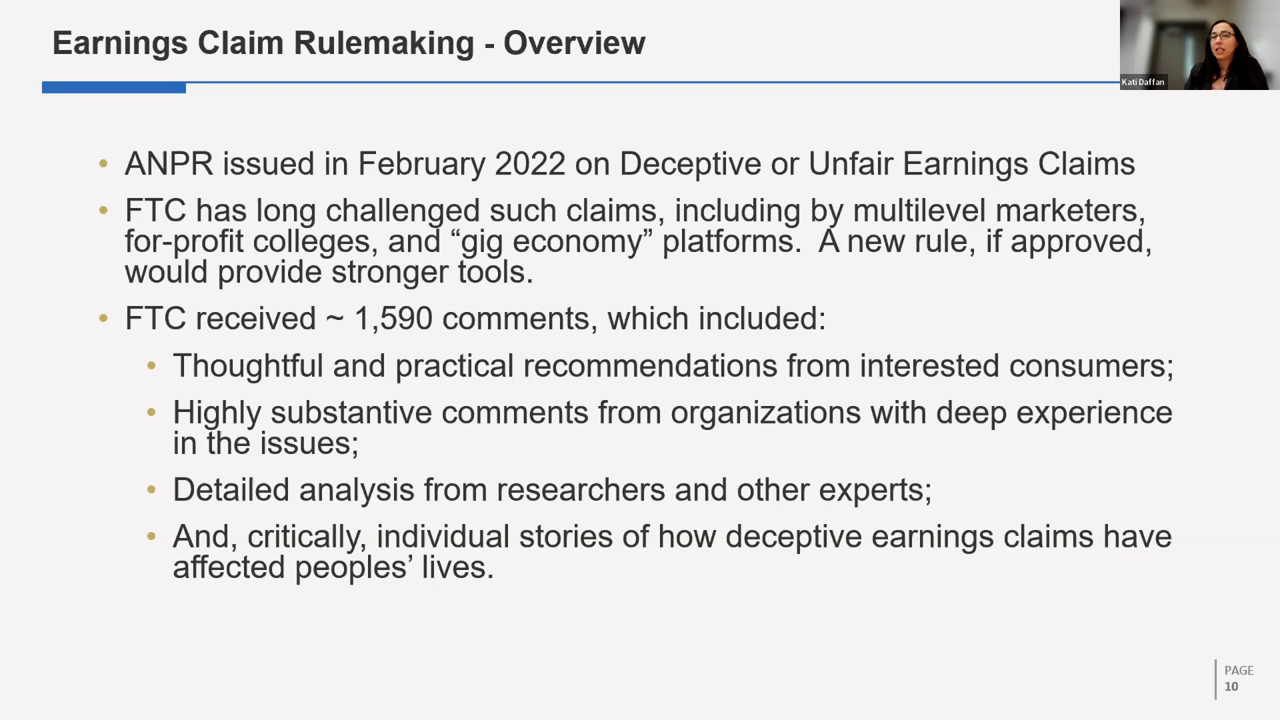 Earnings Claim Rulemaking - Overview
Kati Daffan
• ANPR issued in February 2022 on Deceptive or Unfair Earnings Claims
• FTC has long challenged such claims, including by multilevel marketers,
for-profit colleges, and “gig economy” platforms.  A new rule, if approved,
would provide stronger tools.
• FTC received ~ 1,590 comments, which included:
• Thoughtful and practical recommendations from interested consumers;
• Highly substantive comments from organizations with deep experience
in the issues;
• Detailed analysis from researchers and other experts;
• And, critically, individual stories of how deceptive earnings claims have
affected peoples’ lives.
PAGE
10